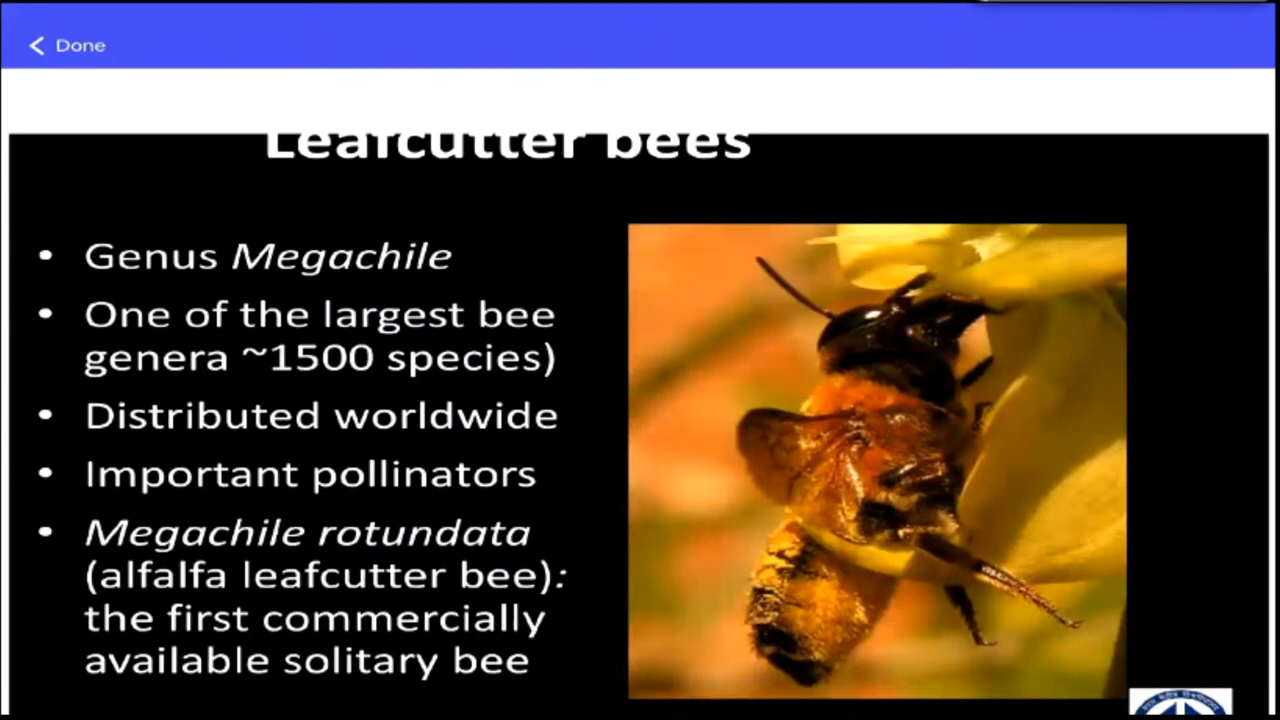 Done
Leafcutter bees
• Genus Megachile
• One of the largest bee
genera ~1500 species)
• Distributed worldwide
• Important pollinators
• Megachile rotundata
(alfalfa leafcutter bee):
the first commercially
available solitary bee